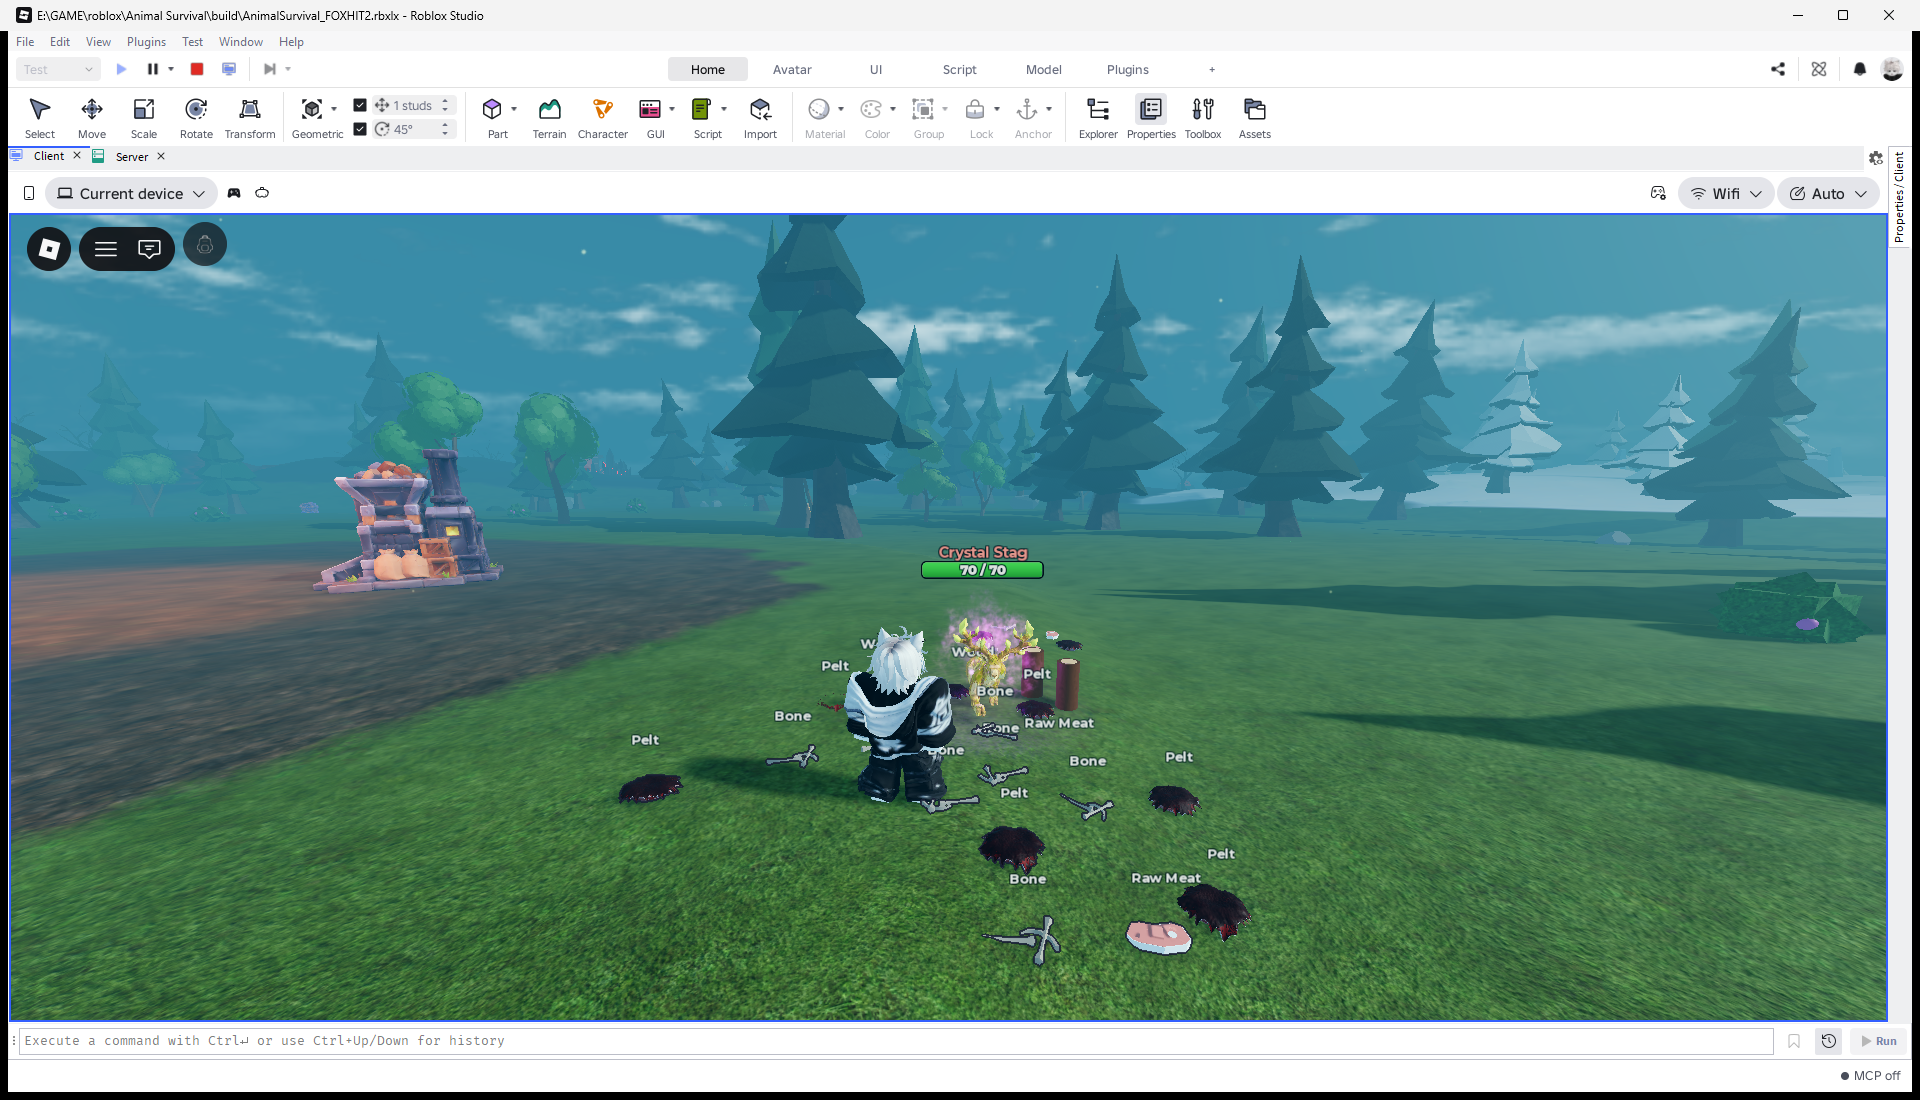 E:\GAME\roblox\Animal Survival\build\AnimalSurvival_FOXHIT2.rbxlx - Roblox Studio
File Edit View Plugins Test Window Help
Test
Home Avatar UI Script Model Plugins +
Select Move Scale Rotate Transform Geometric 1 studs 45° Part Terrain Character GUI Script Import Material Color Group Lock Anchor Explorer Properties Toolbox Assets
Client Server
Properties / Client
Current device Wifi Auto
Crystal Stag
70 / 70
Pelt
Pelt
Bone
Bone
Raw Meat
Pelt
Bone
Bone
Pelt
Pelt
Pelt
Bone
Raw Meat
Execute a command with Ctrl↵ or use Ctrl+Up/Down for history
Run
MCP off